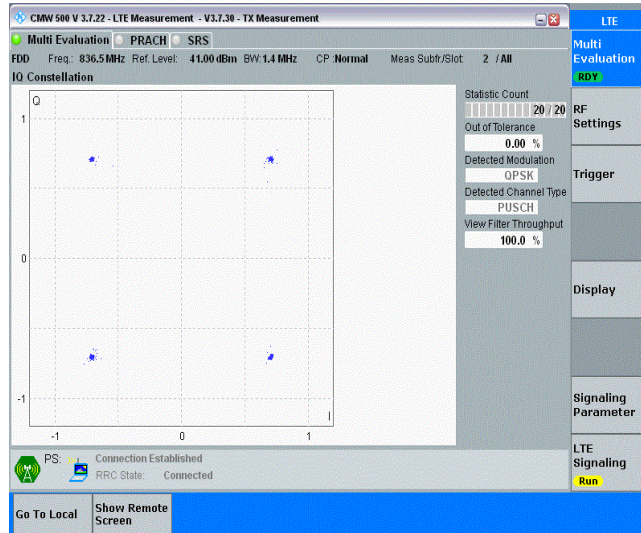 CMW 500 V 3.7.22 - LTE Measurement - V3.7.30 - TX Measurement
LTE
Multi Evaluation PRACH SRS
FDD Freq.: 836.5 MHz Ref. Level: 41.00 dBm BW: 1.4 MHz CP :Normal Meas Subfr./Slot: 2 / All
IQ Constellation
Q
1
0
-1
-1 0 1
I
Statistic Count
20 / 20
Out of Tolerance
0.00 %
Detected Modulation
QPSK
Detected Channel Type
PUSCH
View Filter Throughput
100.0 %
Multi
Evaluation
RDY
RF
Settings
Trigger
Display
Signaling
Parameter
LTE
Signaling
Run
PS: Connection Established
RRC State: Connected
Go To Local
Show Remote
Screen